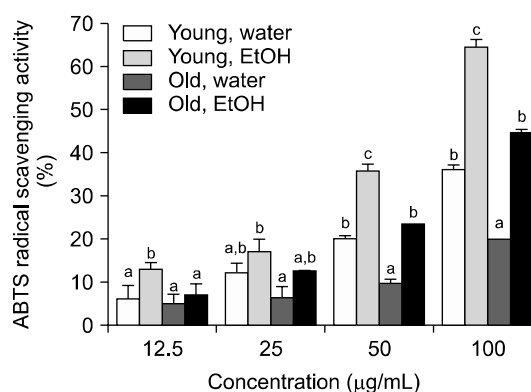 ABTS radical scavenging activity
(%)
70
60
50
40
30
20
10
0
Young, water
Young, EtOH
Old, water
Old, EtOH
a b a a
a,b b a a,b
b c a b
b c a b
12.5 25 50 100
Concentration (μg/mL)